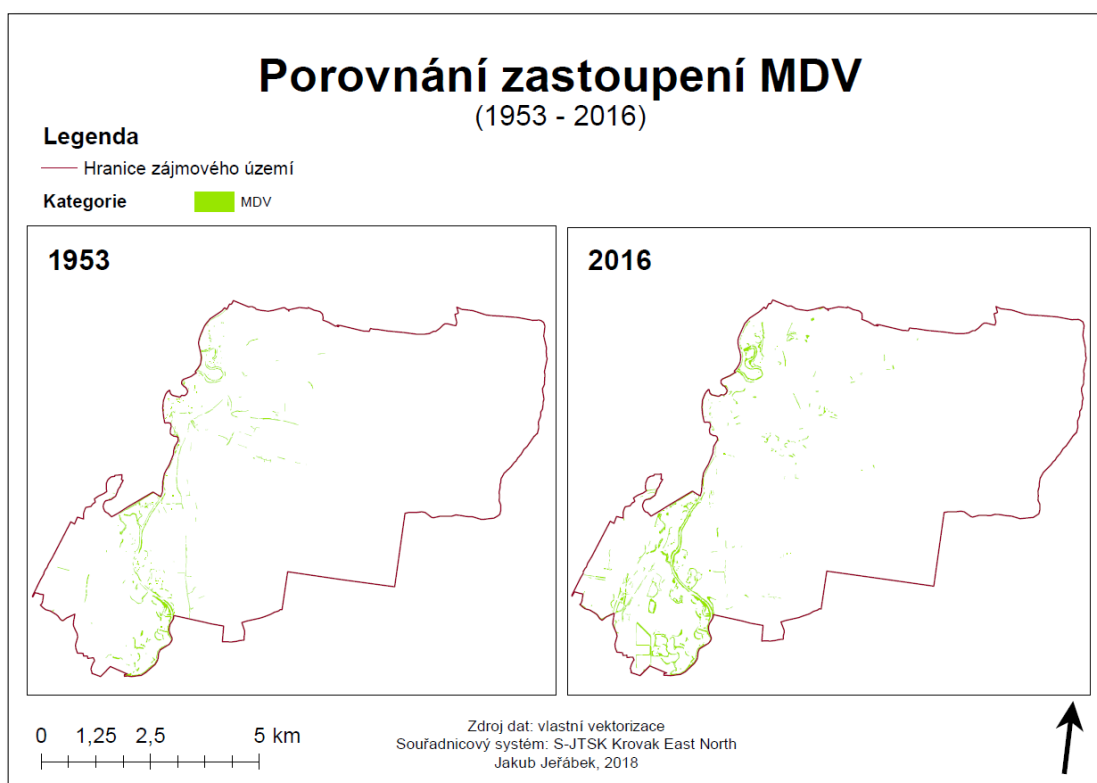 Porovnání zastoupení MDV
(1953 - 2016)
Legenda
Hranice zájmového území
Kategorie MDV
1953
2016
0 1,25 2,5 5 km
Zdroj dat: vlastní vektorizace
Souřadnicový systém: S-JTSK Krovak East North
Jakub Jeřábek, 2018